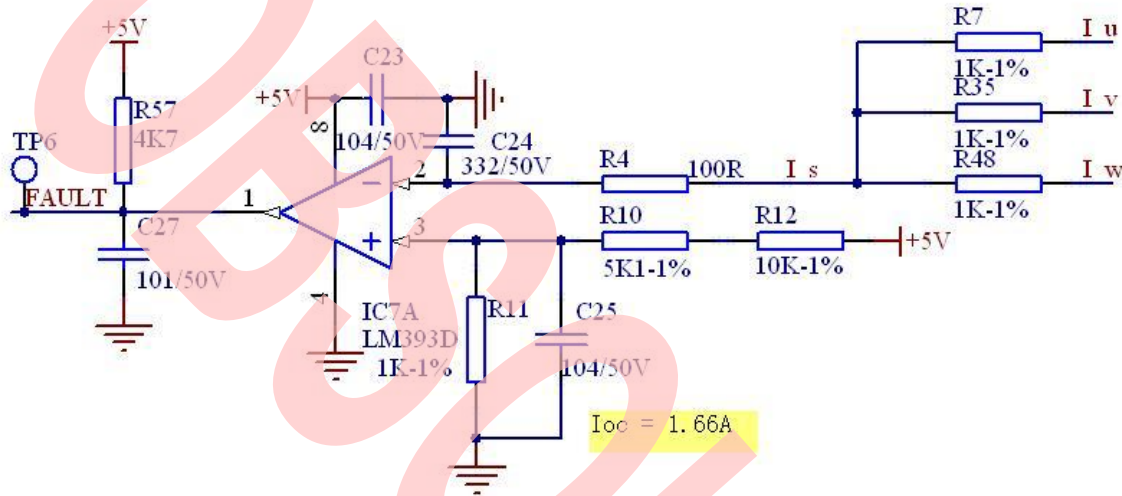 R7
I u
1K-1%
R35
I v
1K-1%
R48
I w
1K-1%
+5V
R57
4K7
TP6
FAULT
1
C27
101/50V
+5V
C23
104/50V
8
C24
332/50V
2
3
4
IC7A
LM393D
R4
100R
I s
R10
5K1-1%
R12
10K-1%
+5V
R11
1K-1%
C25
104/50V
Ioc = 1.66A